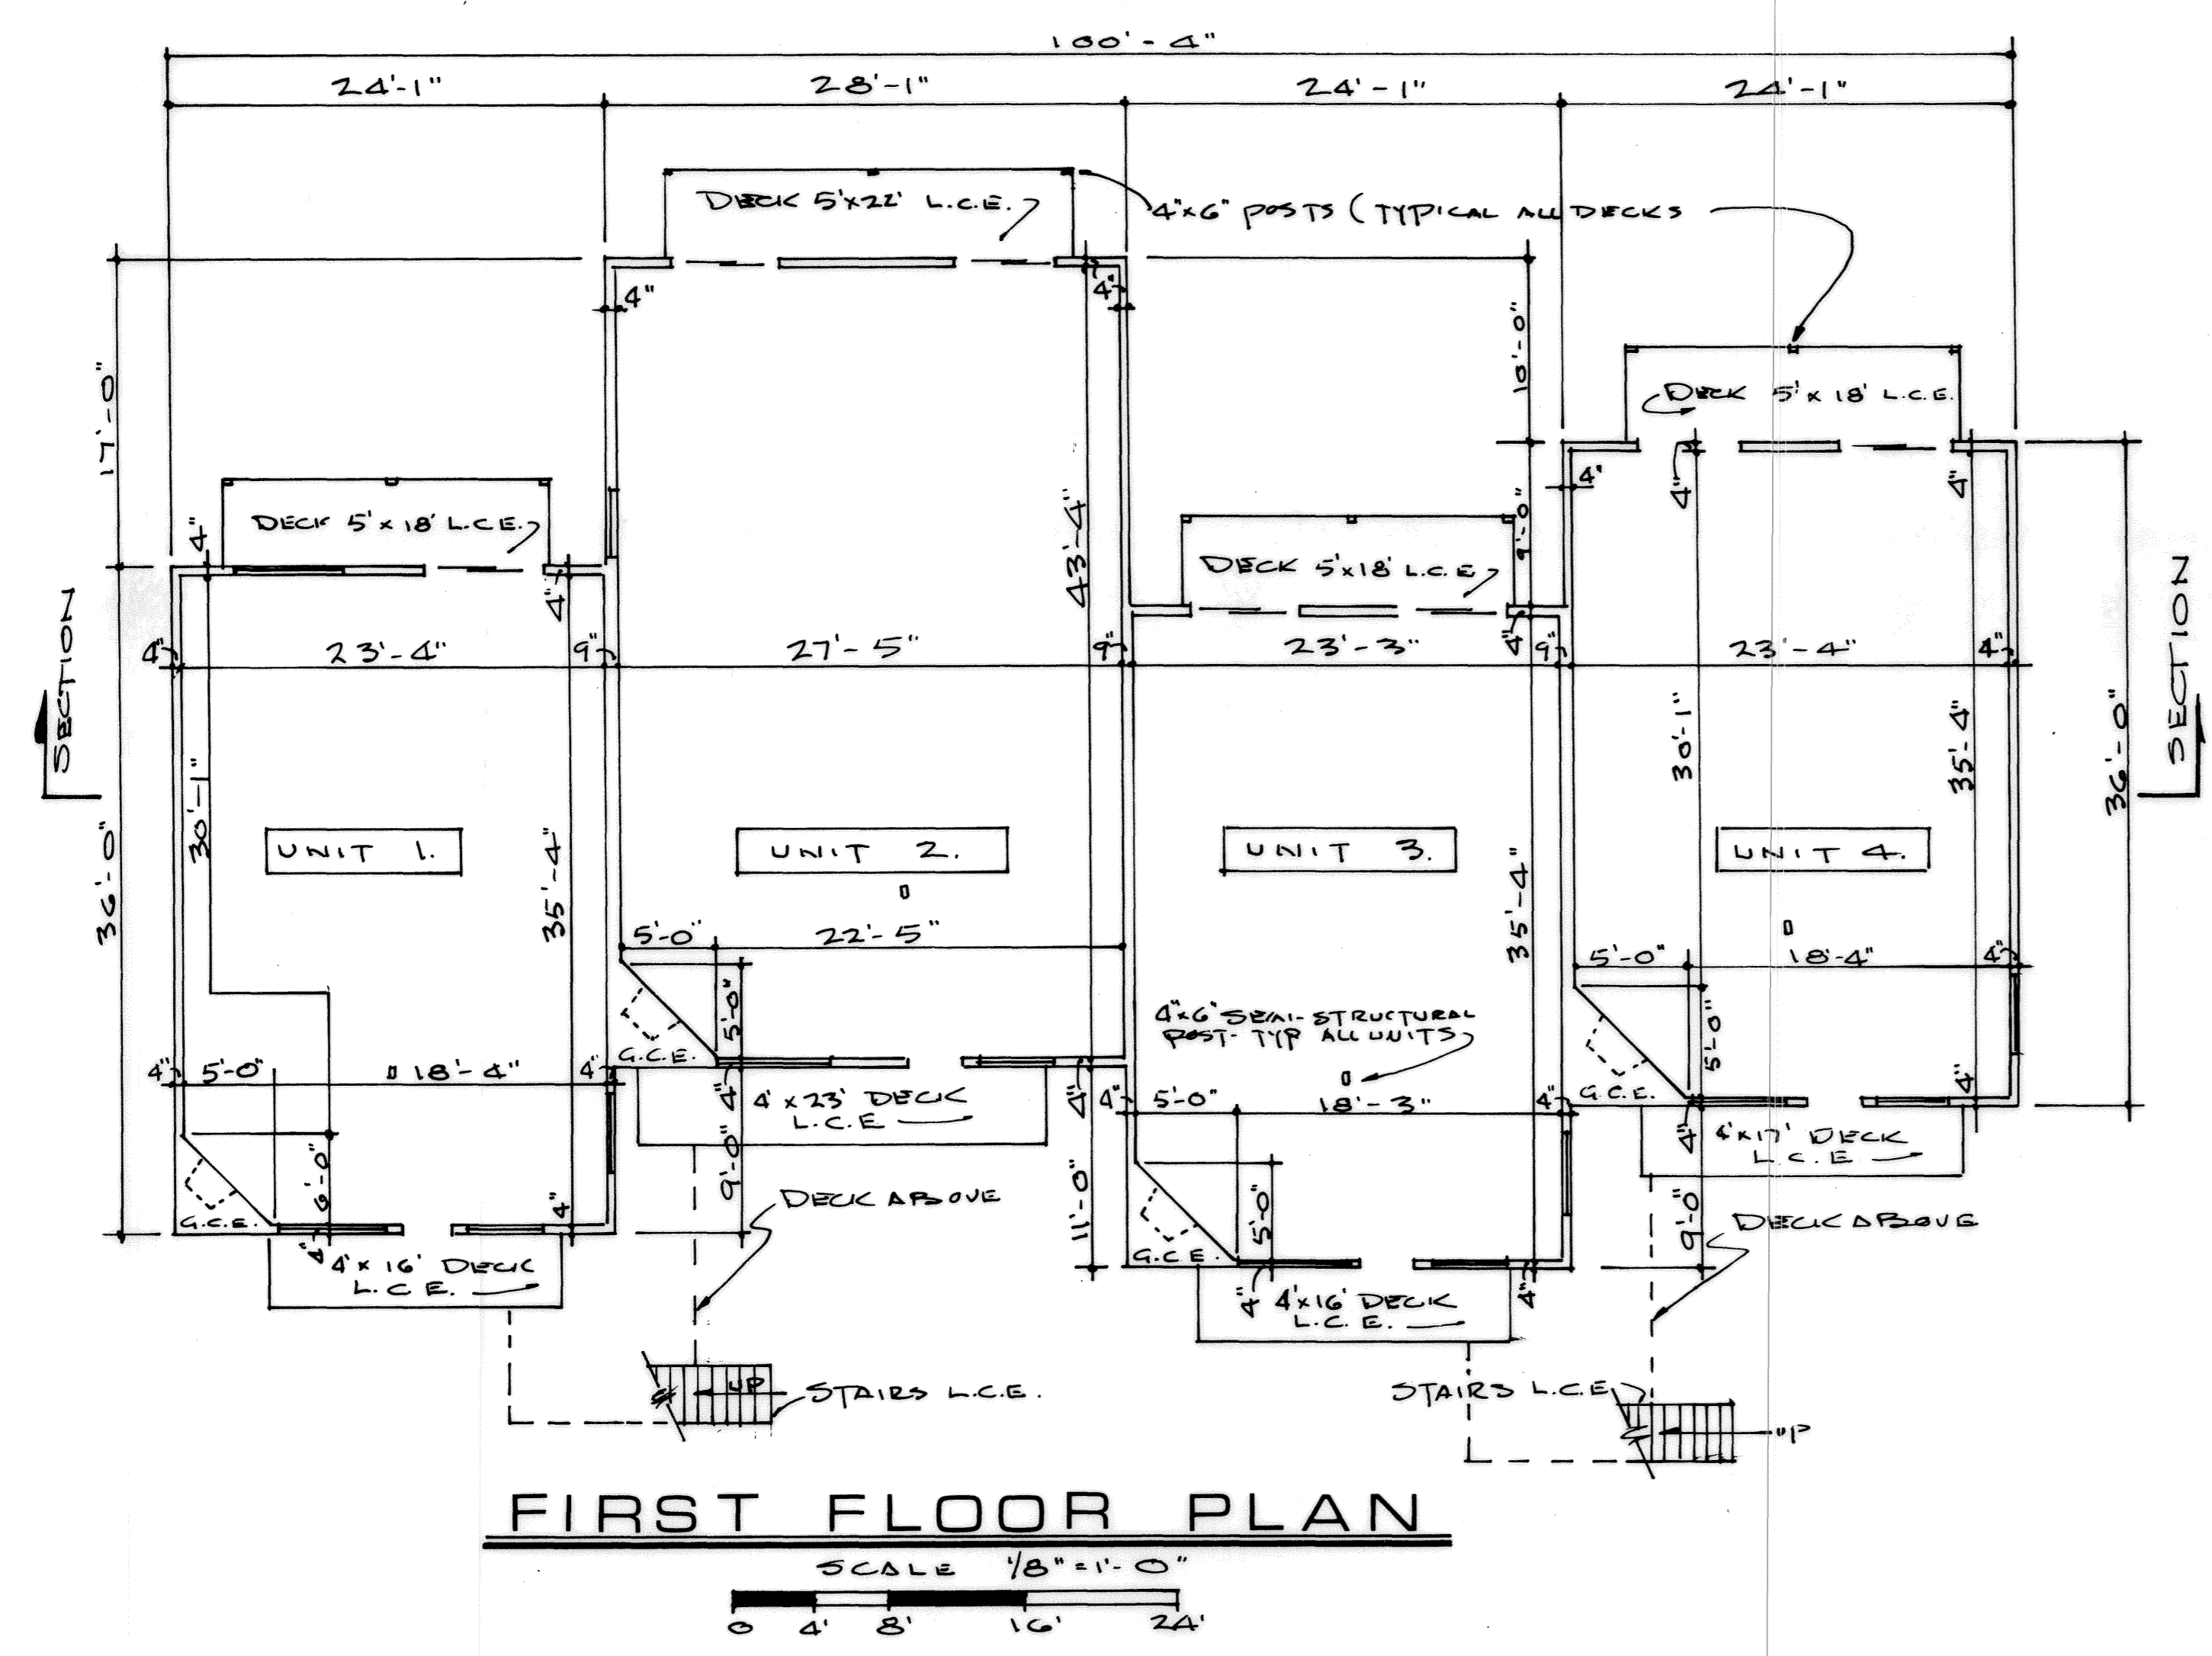 100'-4"
24'-1"
28'-1"
24'-1"
24'-1"
DECK 5'x22' L.C.E.
4"x6" POSTS (TYPICAL ALL DECKS
4"
4"
17'-0"
10'-0"
DECK 5' x 18' L.C.E.
4"
4"
4"
DECK 5' x 18' L.C.E.
4"
4"
43'-4"
9'-0"
DECK 5'x18' L.C.E
4"
SECTION
SECTION
4"
23'-4"
9"
27'-5"
9"
23'-3"
9"
23'-4"
4"
30'-1"
35'-4"
36'-0"
30'-1"
36'-0"
35'-4"
35'-4"
UNIT 1.
UNIT 2.
UNIT 3.
UNIT 4.
5'-0"
22'-5"
5'-0"
18'-4"
4"
5'-0"
G.C.E.
4"x6" SEMI-STRUCTURAL
POST- TYP ALL UNITS
5'-0"
G.C.E.
4"
5'-0"
18'-4"
4"
4"
4"
4"
5'-0"
18'-3"
4"
4"
4"
4' x 23' DECK
L.C.E
4'x17' DECK
L.C.E
6'-0"
G.C.E.
4"
4"
9'-0"
DECK ABOVE
11'-0"
5'-0"
G.C.E.
9'-0"
DECK ABOVE
4'x 16' DECK
L.C.E.
4"
4"
4'x16' DECK
L.C.E.
UP
STAIRS L.C.E.
STAIRS L.C.E
UP
FIRST FLOOR PLAN
SCALE 1/8"=1'-0"
0 4' 8' 16' 24'